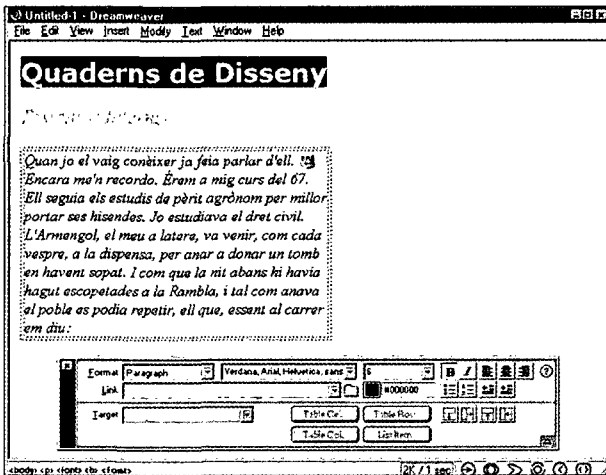 Untitled-1 - Dreamweaver
File Edit View Insert Modify Text Window Help
Quaderns de Disseny
Quan jo el vaig conèixer ja feia parlar d'ell.
Encara me'n recordo. Érem a mig curs del 67.
Ell seguia els estudis de pèrit agrònom per millor
portar ses hisendes. Jo estudiava el dret civil.
L'Armengol, el meu a latere, va venir, com cada
vespre, a la dispensa, per anar a donar un tomb
en havent sopat. I com que la nit abans hi havia
hagut escopetades a la Rambla, i tal com anava
el poble es podia repetir, ell que, essent al carrer
em diu:
Format Paragraph Verdana, Arial, Helvetica, sans 6 B I
Link #000000
Target Table Cell Table Row
Table Col. List Item
<body> <p> <font> <b> <font> 2K / 1 sec